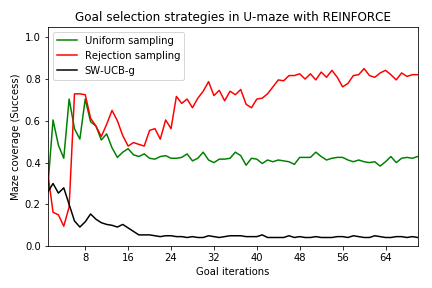 Goal selection strategies in U-maze with REINFORCE
Uniform sampling
Rejection sampling
SW-UCB-g
Maze coverage (Success)
1.0
0.8
0.6
0.4
0.2
0.0
8 16 24 32 40 48 56 64
Goal iterations